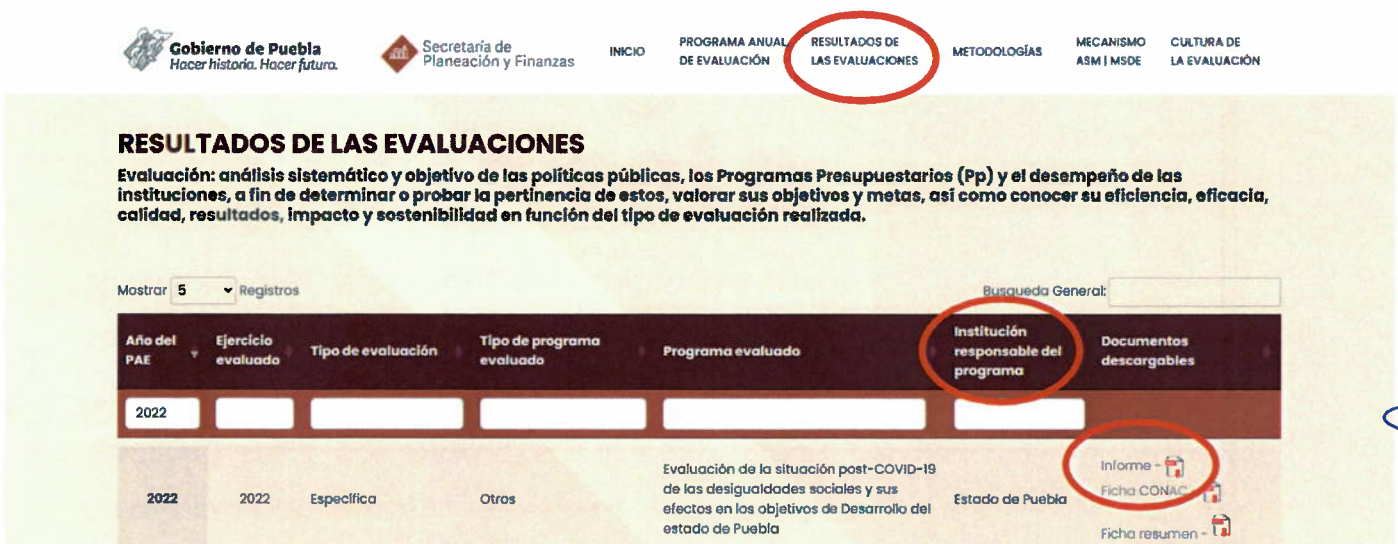 Gobierno de Puebla
Hacer historia. Hacer futuro.
Secretaría de
Planeación y Finanzas
INICIO
PROGRAMA ANUAL
DE EVALUACIÓN
RESULTADOS DE
LAS EVALUACIONES
METODOLOGÍAS
MECANISMO
ASM | MSDE
CULTURA DE
LA EVALUACIÓN
RESULTADOS DE LAS EVALUACIONES
Evaluación: análisis sistemático y objetivo de las políticas públicas, los Programas Presupuestarios (Pp) y el desempeño de las
instituciones, a fin de determinar o probar la pertinencia de estos, valorar sus objetivos y metas, así como conocer su eficiencia, eficacia,
calidad, resultados, impacto y sostenibilidad en función del tipo de evaluación realizada.
Mostrar 5 Registros
Busqueda General:
Año del
PAE
Ejercicio
evaluado
Tipo de evaluación
Tipo de programa
evaluado
Programa evaluado
Institución
responsable del
programa
Documentos
descargables
2022
2022
2022
Específica
Otros
Evaluación de la situación post-COVID-19
de las desigualdades sociales y sus
efectos en los objetivos de Desarrollo del
estado de Puebla
Estado de Puebla
Informe -
Ficha CONAC -
Ficha resumen -